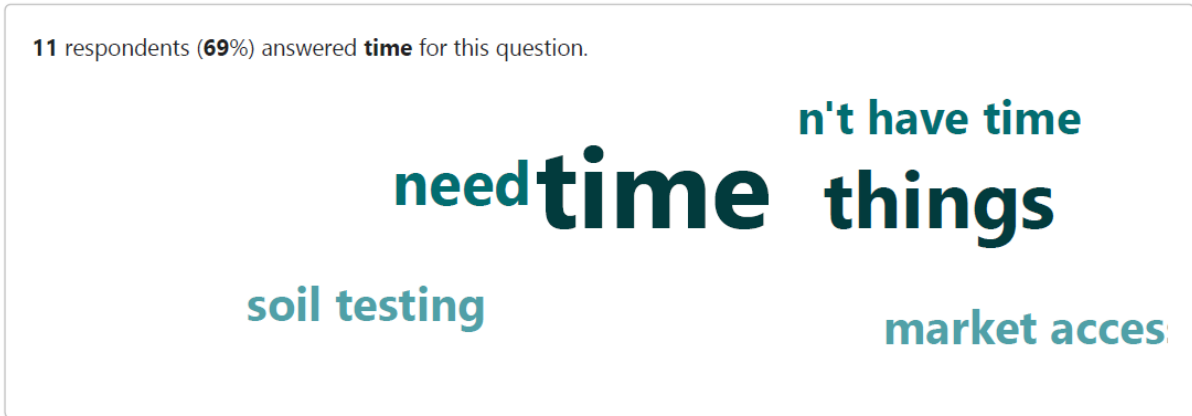 11 respondents (69%) answered time for this question.
n't have time
need time things
soil testing
market acces